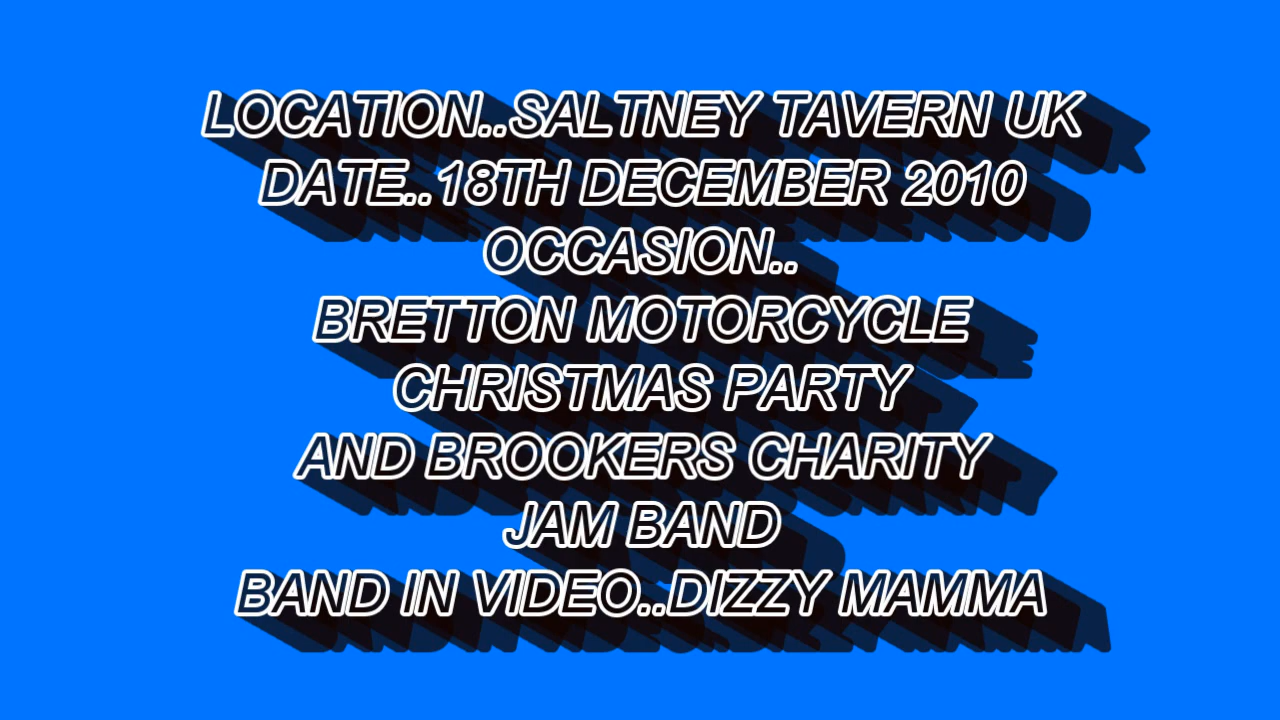 LOCATION..SALTNEY TAVERN UK
DATE..18TH DECEMBER 2010
OCCASION..
BRETTON MOTORCYCLE
CHRISTMAS PARTY
AND BROOKERS CHARITY
JAM BAND
BAND IN VIDEO..DIZZY MAMMA